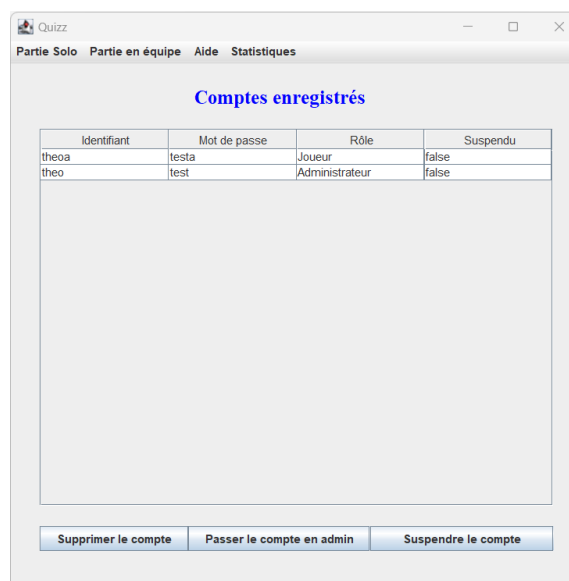 Quizz
Partie Solo Partie en équipe Aide Statistiques
Comptes enregistrés
Identifiant Mot de passe Rôle Suspendu
theoa testa Joueur false
theo test Administrateur false
Supprimer le compte Passer le compte en admin Suspendre le compte